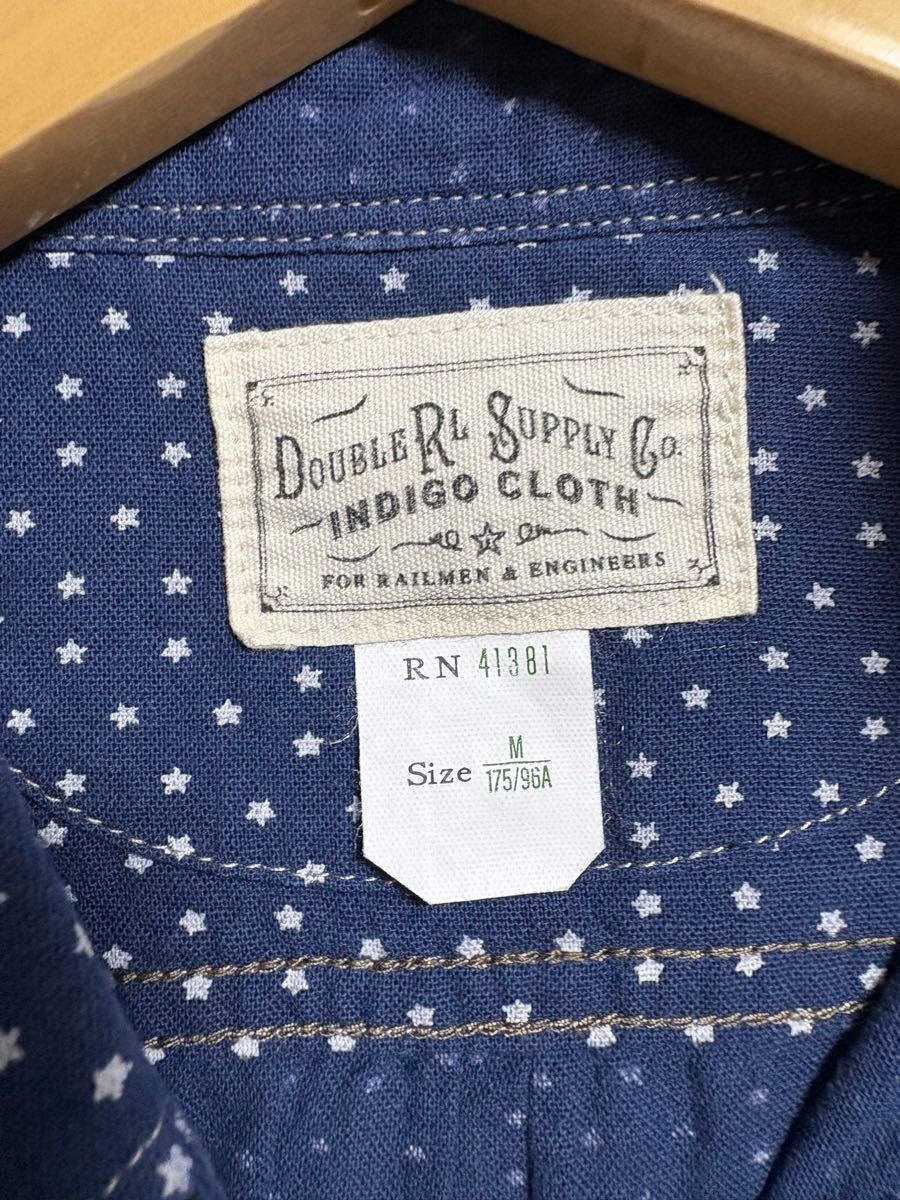 DOUBLE RL SUPPLY CO.
INDIGO CLOTH
FOR RAILMEN & ENGINEERS
RN 41381
Size M
175/96A